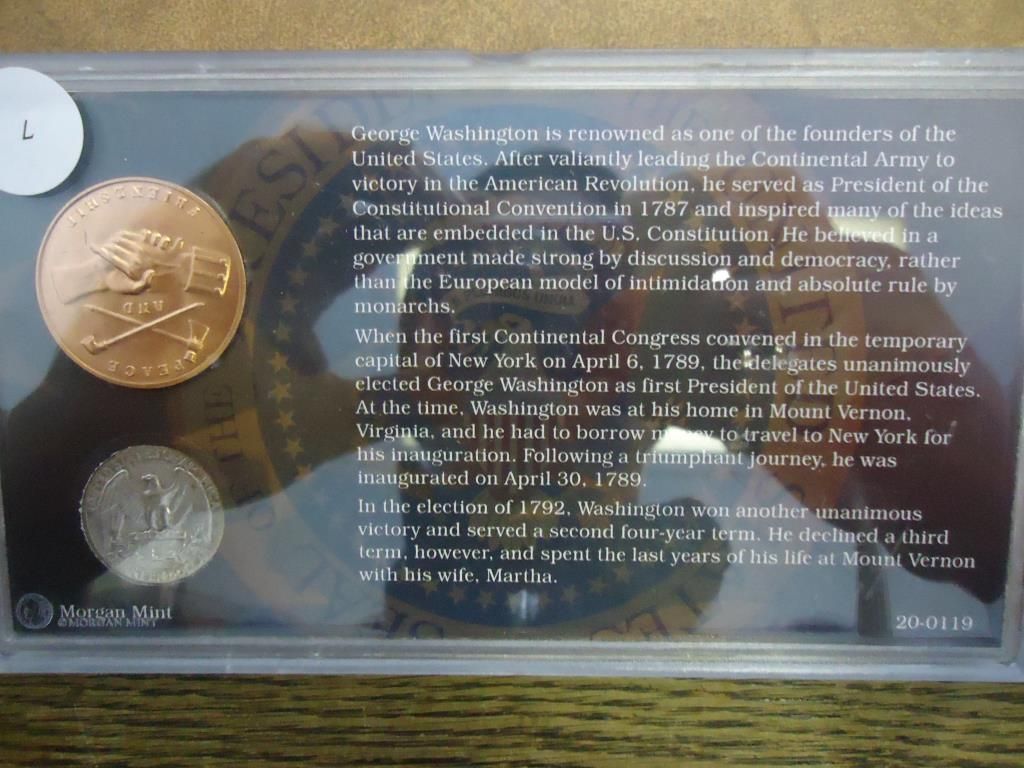 L
George Washington is renowned as one of the founders of the
United States. After valiantly leading the Continental Army to
victory in the American Revolution, he served as President of the
Constitutional Convention in 1787 and inspired many of the ideas
that are embedded in the U.S. Constitution. He believed in a
government made strong by discussion and democracy, rather
than the European model of intimidation and absolute rule by
monarchs.
When the first Continental Congress convened in the temporary
capital of New York on April 6, 1789, the delegates unanimously
elected George Washington as first President of the United States.
At the time, Washington was at his home in Mount Vernon,
Virginia, and he had to borrow money to travel to New York for
his inauguration. Following a triumphant journey, he was
inaugurated on April 30, 1789.
In the election of 1792, Washington won another unanimous
victory and served a second four-year term. He declined a third
term, however, and spent the last years of his life at Mount Vernon
with his wife, Martha.
FRIENDSHIP
AND
PEACE
Morgan Mint
©MORGAN MINT
20-0119